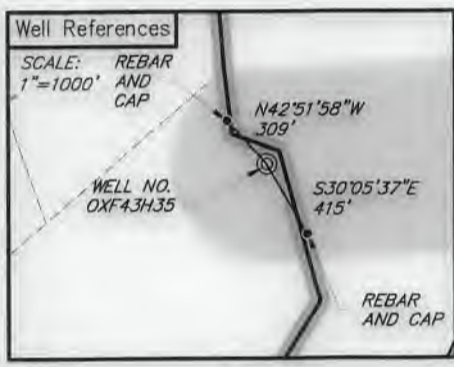 Well References
SCALE:
1"=1000'
REBAR
AND
CAP
N42°51'58"W
309'
WELL NO.
OXF43H35
S30°05'37"E
415'
REBAR
AND CAP